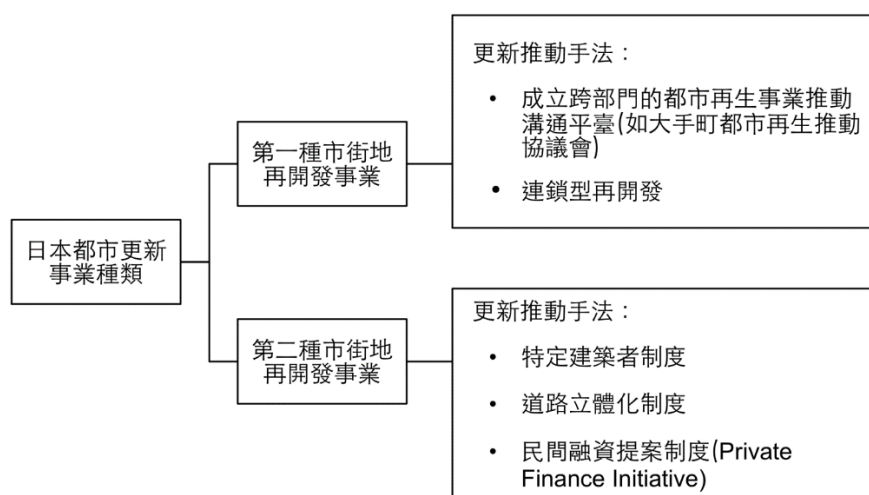 日本都市更新
事業種類
第一種市街地
再開發事業
更新推動手法：
• 成立跨部門的都市再生事業推動
溝通平臺(如大手町都市再生推動
協議會)
• 連鎖型再開發
第二種市街地
再開發事業
更新推動手法：
• 特定建築者制度
• 道路立體化制度
• 民間融資提案制度(Private
Finance Initiative)